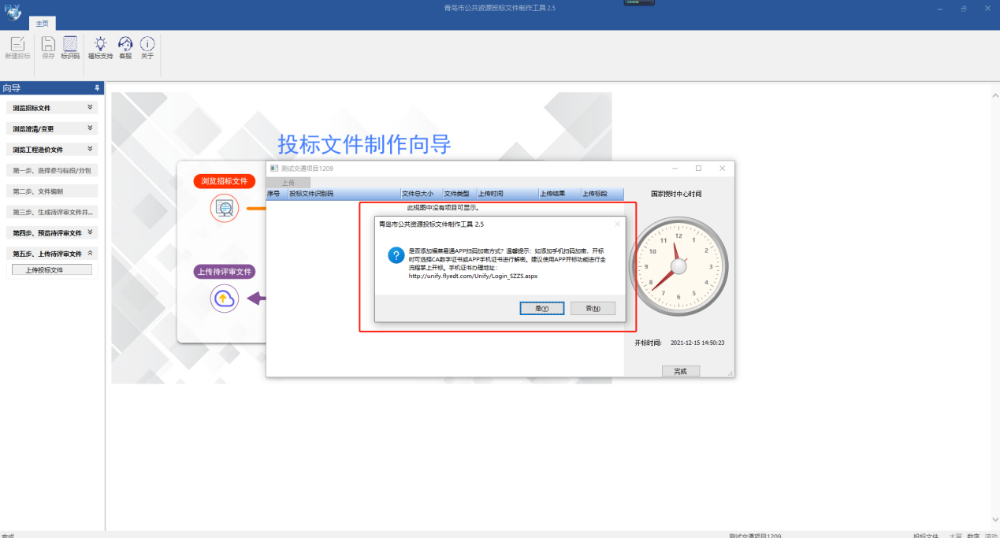 青岛市公共资源投标文件制作工具 2.5
主页
新建投标
保存
标识码
福标支持
客服
关于
向导
浏览招标文件
浏览澄清/变更
浏览工程造价文件
第一步、选择参与标段/分包
第二步、文件编制
第三步、生成待评审文件并...
第四步、预览待评审文件
第五步、上传待评审文件
上传投标文件
投标文件制作向导
浏览招标文件
上传待评审文件
测试交通项目1209
上传
序号 投标文件识别码 文件总大小 文件类型 上传时间 上传结果 上传标段
此视图中没有项目可显示。
青岛市公共资源投标文件制作工具 2.5
是否添加福莱易通APP扫码加密方式？温馨提示：如添加手机扫码加密，开标
时可选择CA数字证书或APP手机证书进行解密。建议使用APP开标功能进行全
流程掌上开标。手机证书办理地址：
http://unify.flyedt.com/Unify/Login_SZZS.aspx
是(Y)
否(N)
国家授时中心时间
12
1
2
3
4
5
6
7
8
9
10
11
开标时间: 2021-12-15 14:50:23
完成
完成
测试交通项目1209
投标文件 大写 数字 滚动